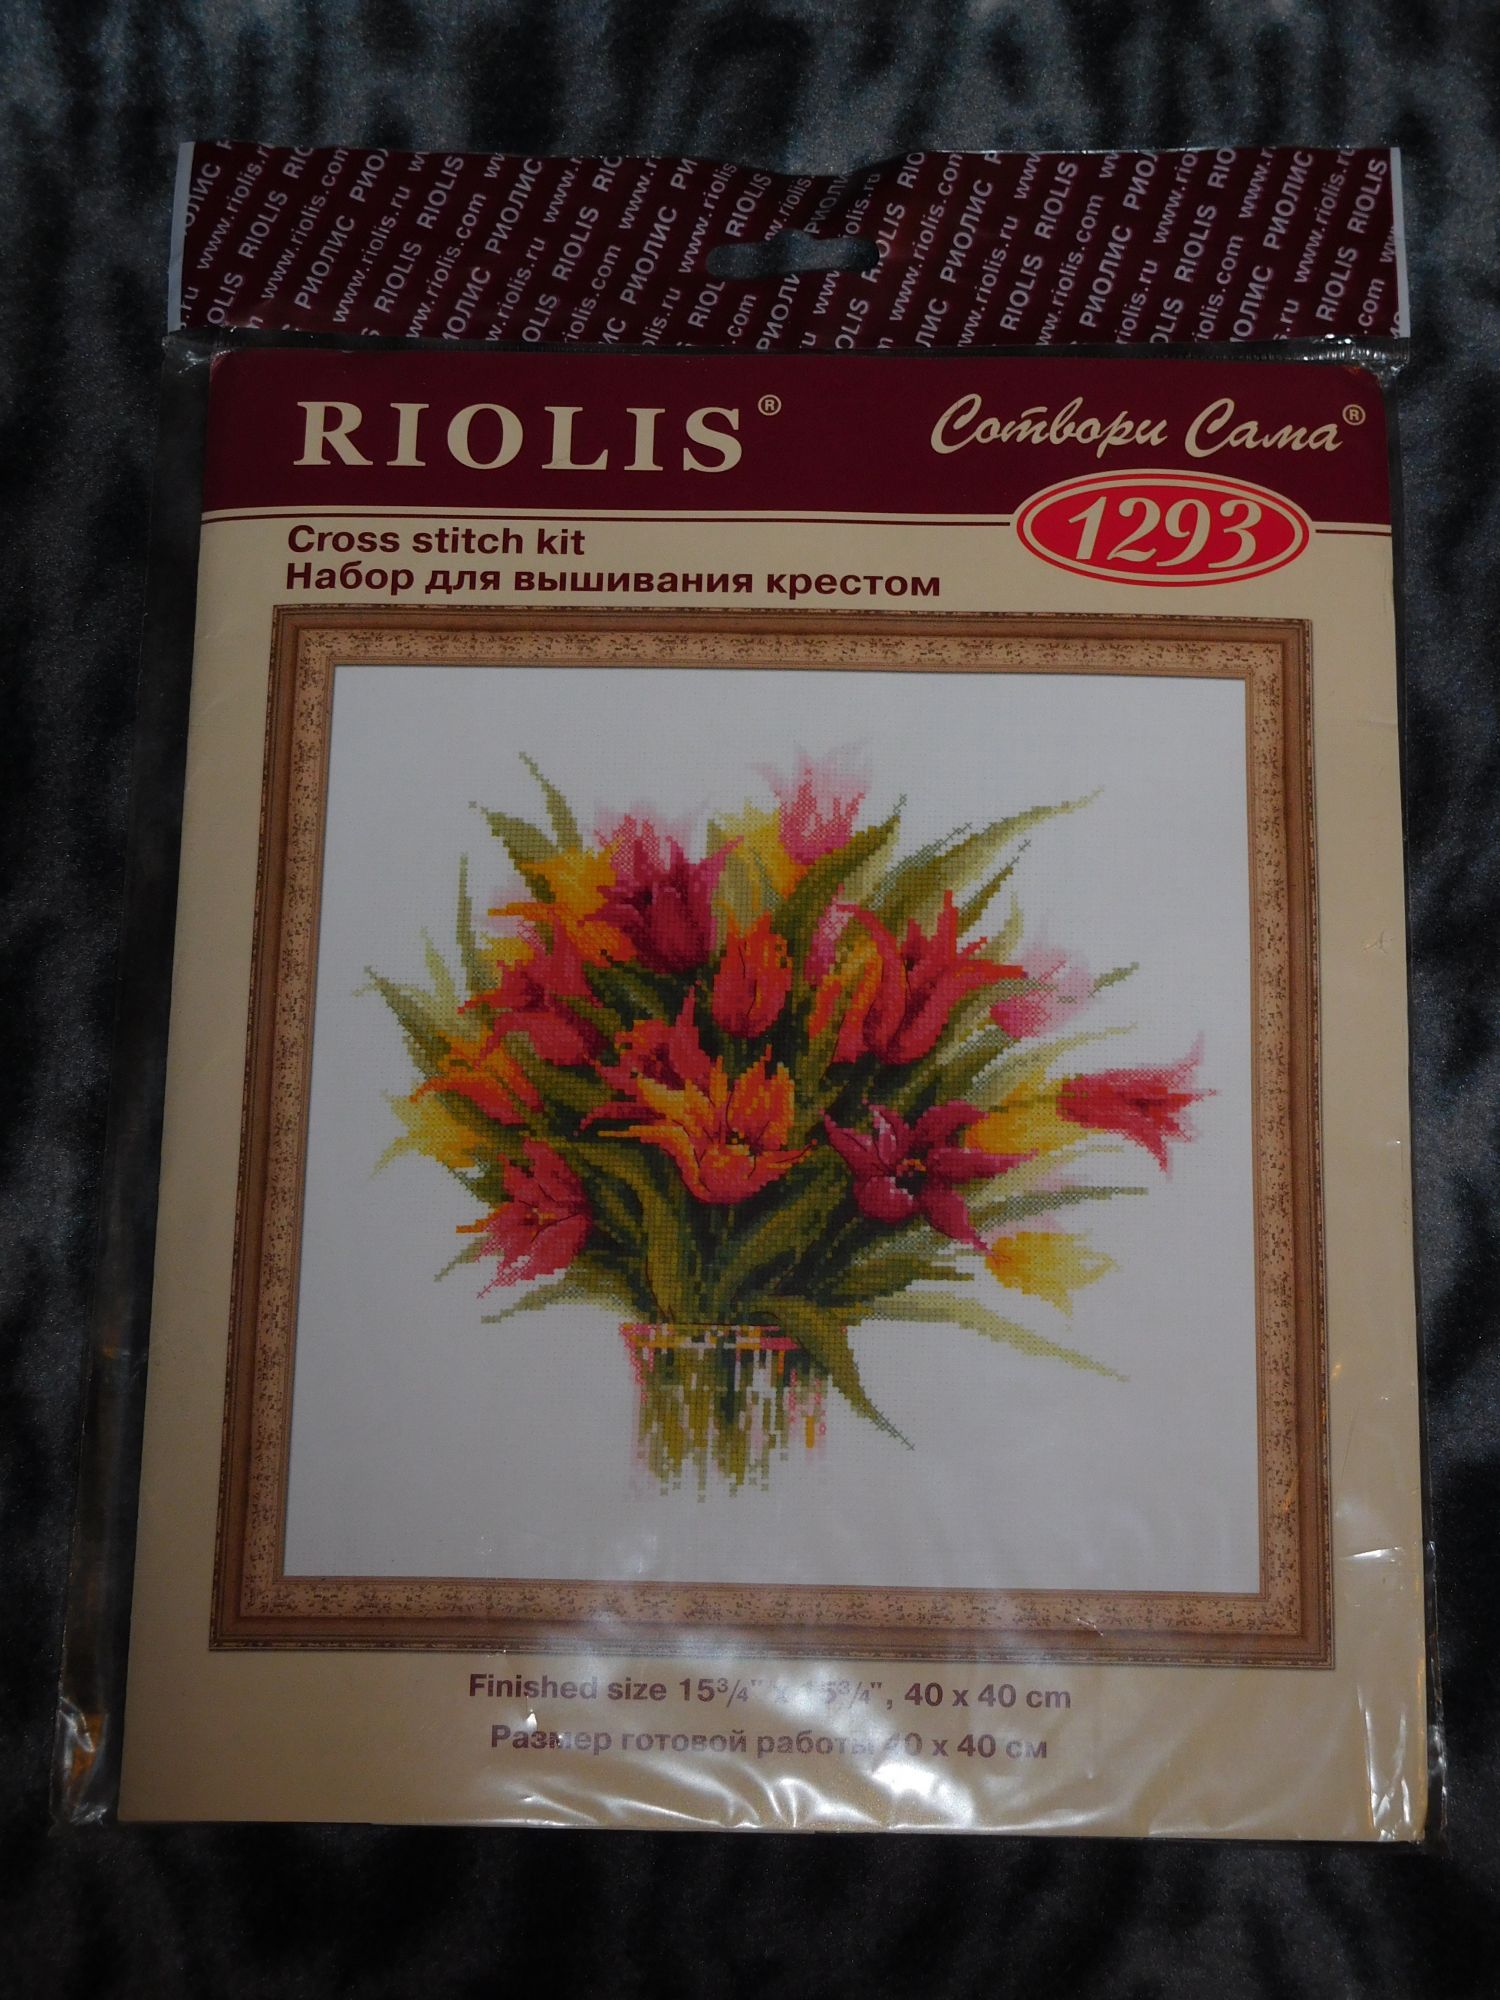 RIOLIS РИОЛИС www.riolis.ru www.riolis.com
RIOLIS®
Сотвори Сама®
1293
Cross stitch kit
Набор для вышивания крестом
Finished size 15¾" x 15¾", 40 x 40 cm
Размер готовой работы 40 x 40 см